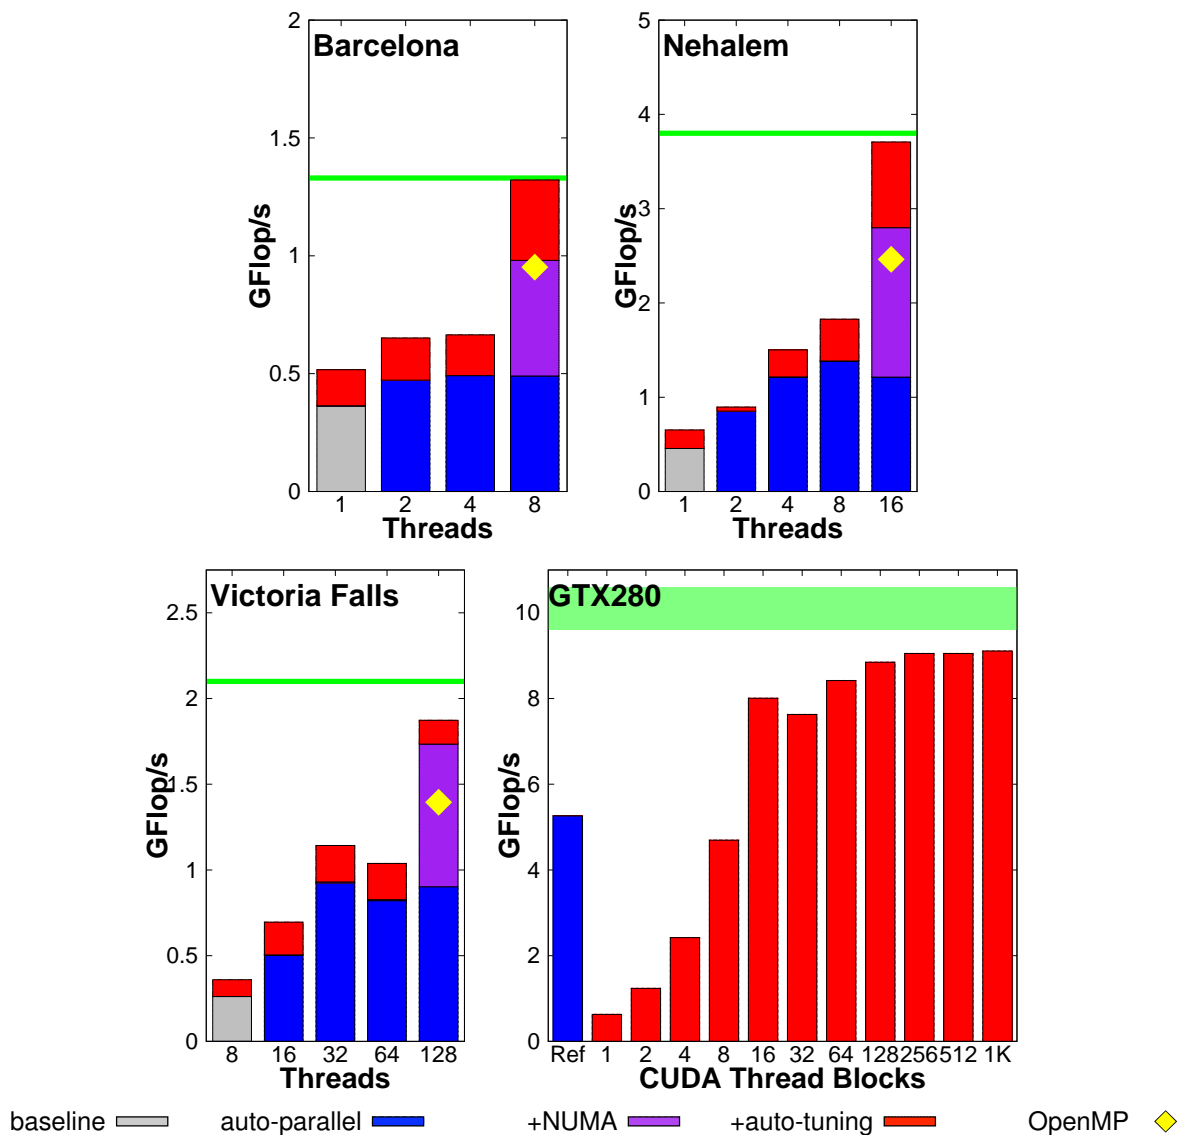 Barcelona
GFlop/s
2
1.5
1
0.5
0
1 2 4 8
Threads
Nehalem
GFlop/s
5
4
3
2
1
0
1 2 4 8 16
Threads
Victoria Falls
GFlop/s
2.5
2
1.5
1
0.5
0
8 16 32 64 128
Threads
GTX280
GFlop/s
10
8
6
4
2
0
Ref 1 2 4 8 16 32 64 128 256 512 1K
CUDA Thread Blocks
baseline auto-parallel +NUMA +auto-tuning OpenMP